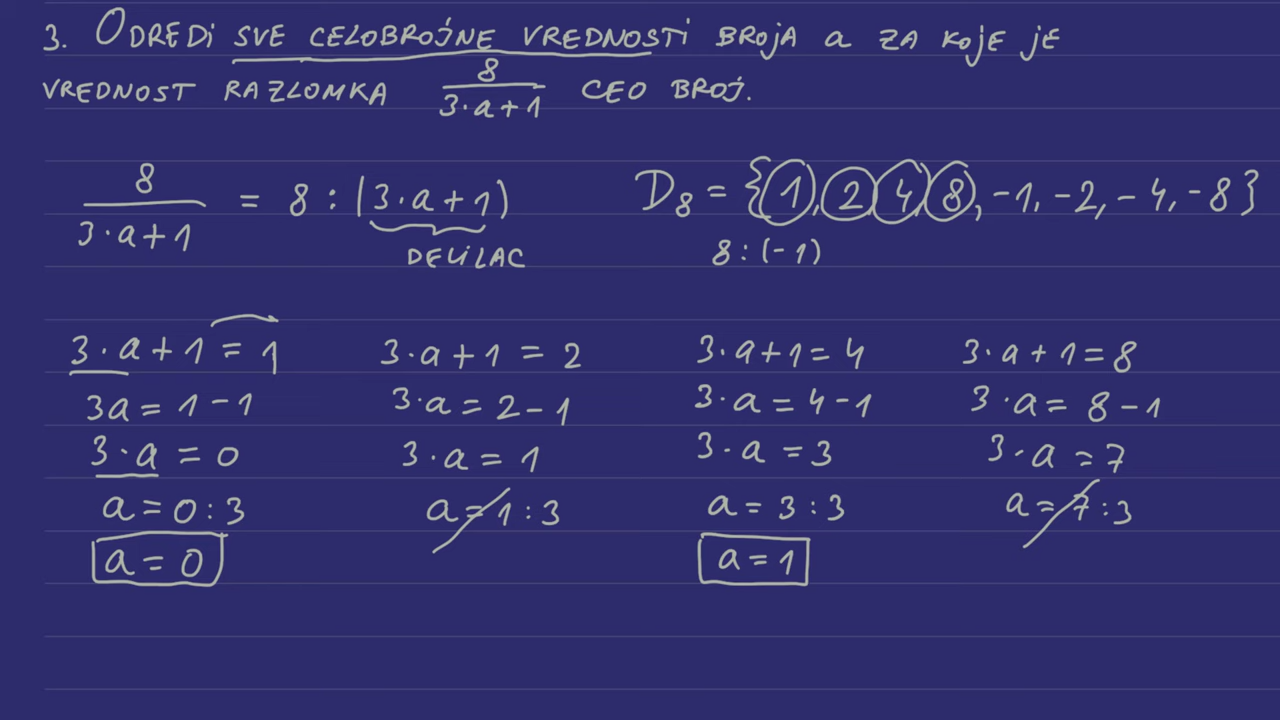 3. ODREDI SVE CELOBROJNE VREDNOSTI BROJA a ZA KOJE JE
VREDNOST RAZLOMKA 8/(3·a+1) CEO BROJ.
8/(3·a+1) = 8 : (3·a+1)
DELILAC
D8 = {1, 2, 4, 8, -1, -2, -4, -8}
8 : (-1)
3·a+1 = 1
3a = 1-1
3·a = 0
a = 0:3
a = 0
3·a+1 = 2
3·a = 2-1
3·a = 1
a = 1:3
3·a+1 = 4
3·a = 4-1
3·a = 3
a = 3:3
a = 1
3·a+1 = 8
3·a = 8-1
3·a = 7
a = 7:3